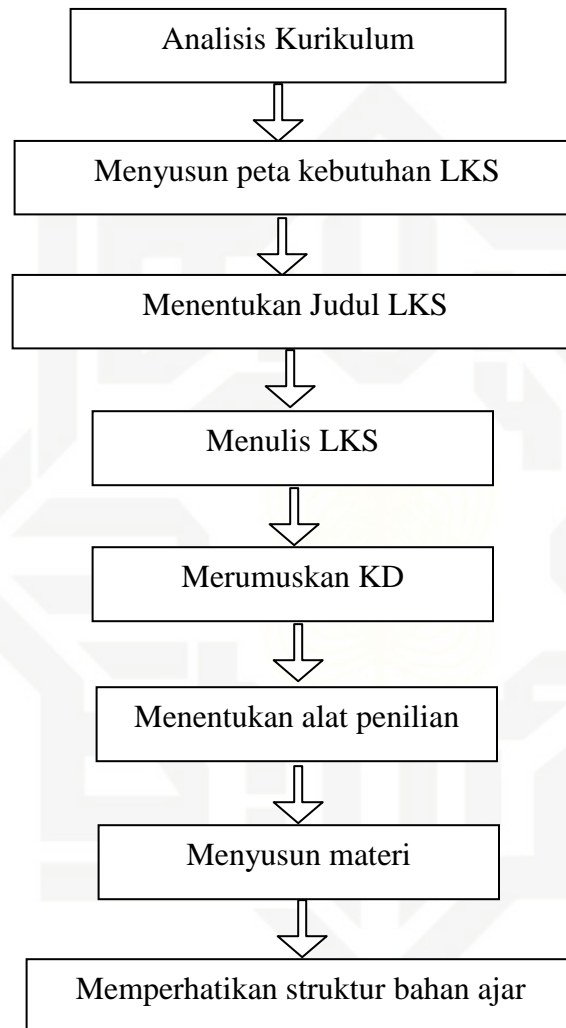 Analisis Kurikulum
Menyusun peta kebutuhan LKS
Menentukan Judul LKS
Menulis LKS
Merumuskan KD
Menentukan alat penilian
Menyusun materi
Memperhatikan struktur bahan ajar